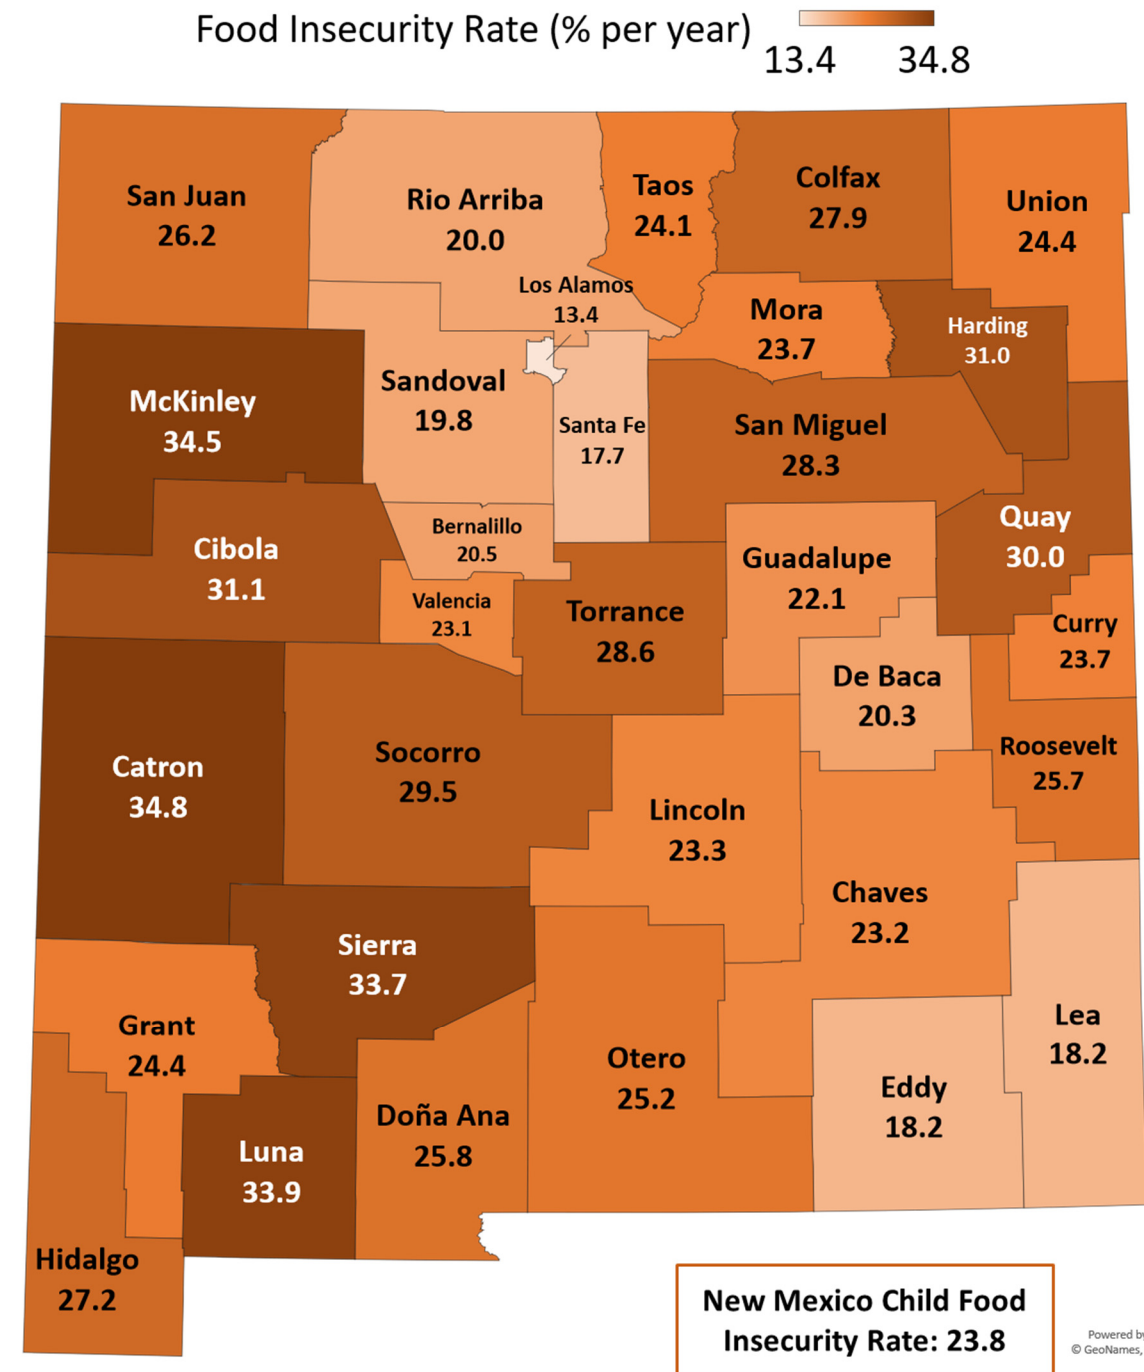 Food Insecurity Rate (% per year)
13.4 34.8
San Juan
26.2
Rio Arriba
20.0
Taos
24.1
Colfax
27.9
Union
24.4
Los Alamos
13.4
Mora
23.7
Harding
31.0
McKinley
34.5
Sandoval
19.8
Santa Fe
17.7
San Miguel
28.3
Quay
30.0
Cibola
31.1
Bernalillo
20.5
Guadalupe
22.1
Valencia
23.1
Torrance
28.6
Curry
23.7
De Baca
20.3
Catron
34.8
Socorro
29.5
Roosevelt
25.7
Lincoln
23.3
Chaves
23.2
Sierra
33.7
Grant
24.4
Otero
25.2
Lea
18.2
Eddy
18.2
Doña Ana
25.8
Luna
33.9
Hidalgo
27.2
New Mexico Child Food
Insecurity Rate: 23.8
Powered by
© GeoNames,